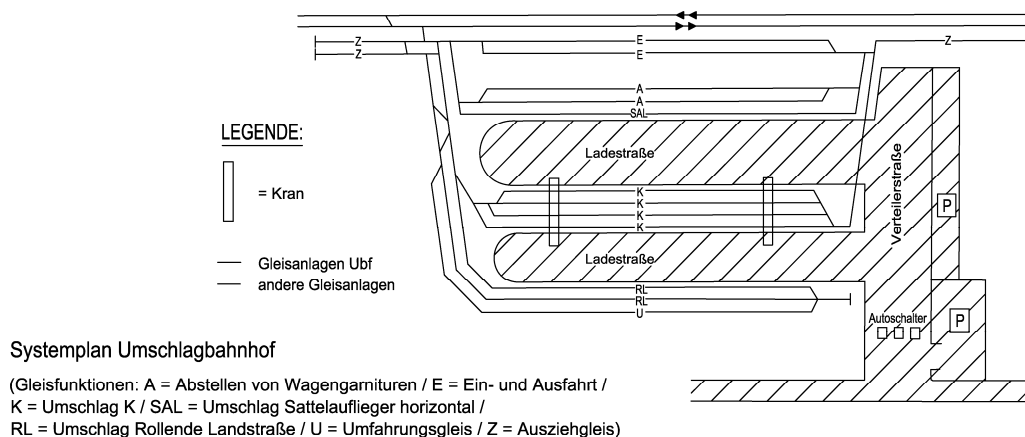 Z
E
Z
Z
E
A
A
SAL
LEGENDE:
Ladestraße
= Kran
K
K
K
K
Verteilerstraße
P
Ladestraße
Gleisanlagen Ubf
andere Gleisanlagen
RL
RL
U
Autoschalter
P
Systemplan Umschlagbahnhof
(Gleisfunktionen: A = Abstellen von Wagengarnituren / E = Ein- und Ausfahrt /
K = Umschlag K / SAL = Umschlag Sattelauflieger horizontal /
RL = Umschlag Rollende Landstraße / U = Umfahrungsgleis / Z = Ausziehgleis)